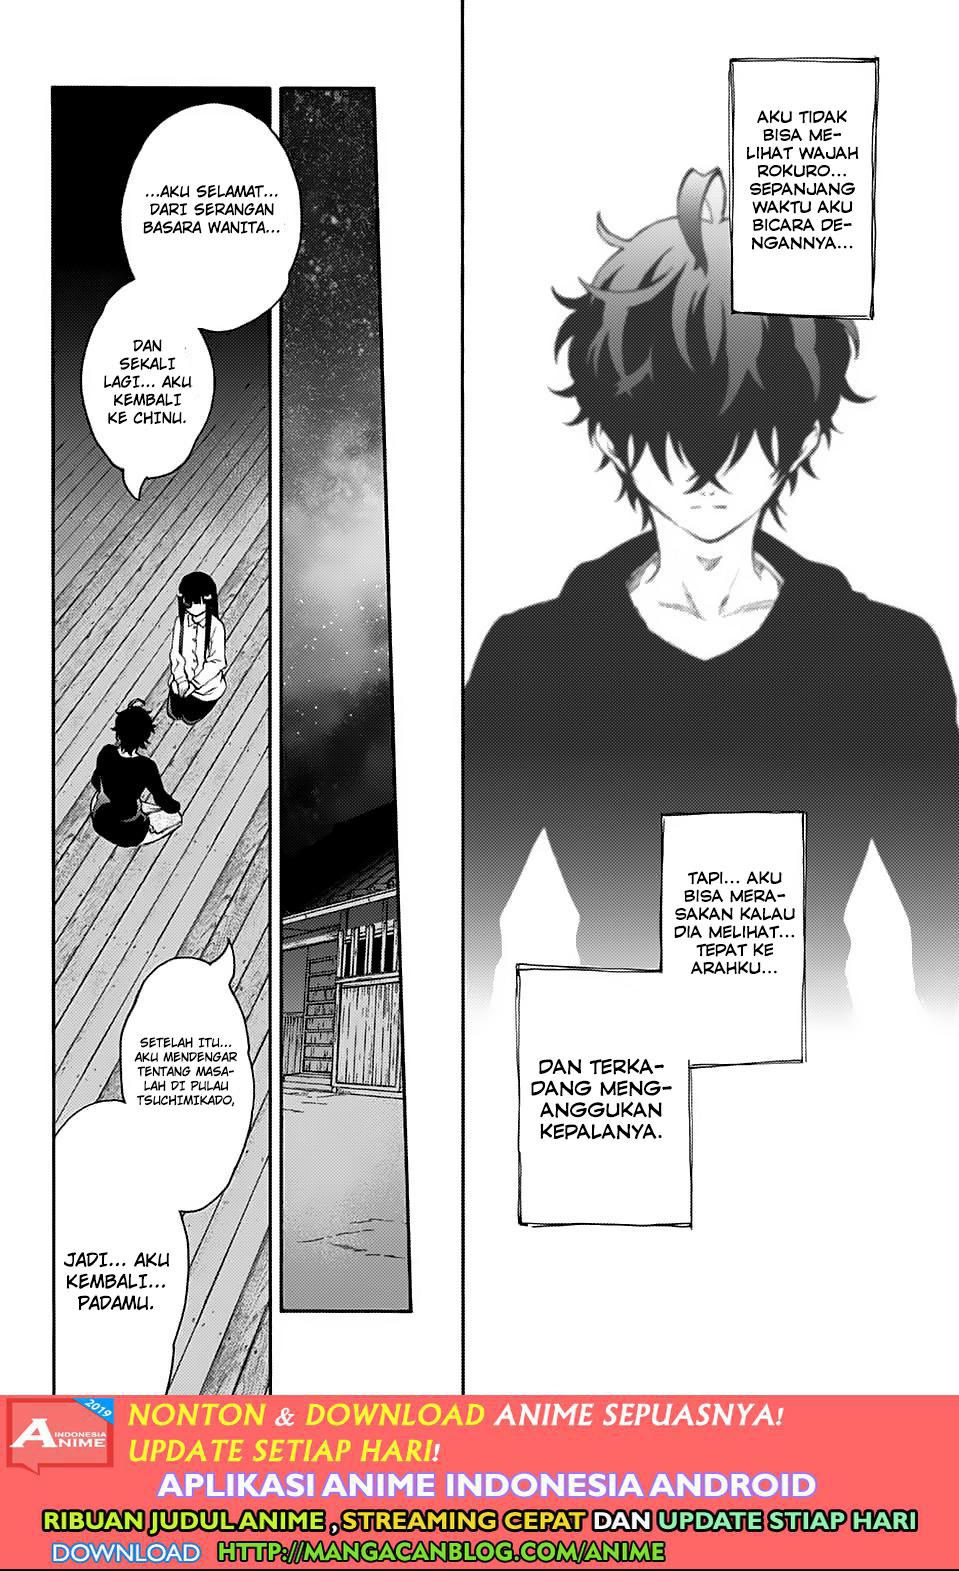 AKU TIDAK
BISA ME-
LIHAT WAJAH
ROKURO...
SEPANJANG
WAKTU AKU
BICARA DE-
NGANNYA...
TAPI... AKU
BISA MERA-
SAKAN KALAU
DIA MELIHAT...
TEPAT KE
ARAHKU...
DAN TERKA-
DANG MENG-
ANGGUKAN
KEPALANYA.
...AKU SELAMAT...
DARI SERANGAN
BASARA WANITA...
DAN
SEKALI
LAGI... AKU
KEMBALI
KE CHINU.
SETELAH ITU...
AKU MENDENGAR
TENTANG MASA-
LAH DI PULAU
TSUCHIMIKADO,
JADI... AKU
KEMBALI...
PADAMU.
2019
INDONESIA
ANIME
NONTON & DOWNLOAD ANIME SEPUASNYA!
UPDATE SETIAP HARI!
APLIKASI ANIME INDONESIA ANDROID
RIBUAN JUDUL ANIME , STREAMING CEPAT DAN UPDATE STIAP HARI
DOWNLOAD HTTP://MANGACANBLOG.COM/ANIME